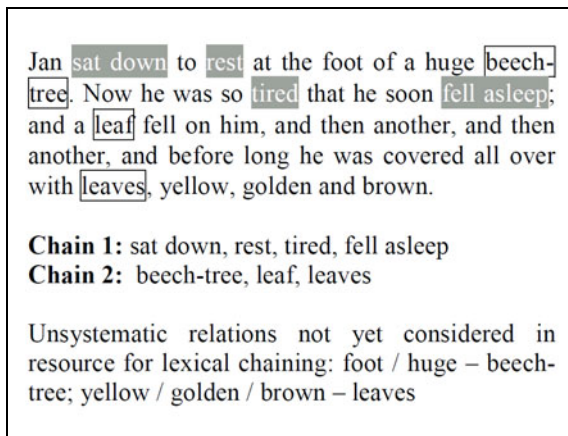 Jan sat down to rest at the foot of a huge beech-
tree. Now he was so tired that he soon fell asleep;
and a leaf fell on him, and then another, and then
another, and before long he was covered all over
with leaves, yellow, golden and brown.
Chain 1: sat down, rest, tired, fell asleep
Chain 2: beech-tree, leaf, leaves
Unsystematic relations not yet considered in
resource for lexical chaining: foot / huge – beech-
tree; yellow / golden / brown – leaves